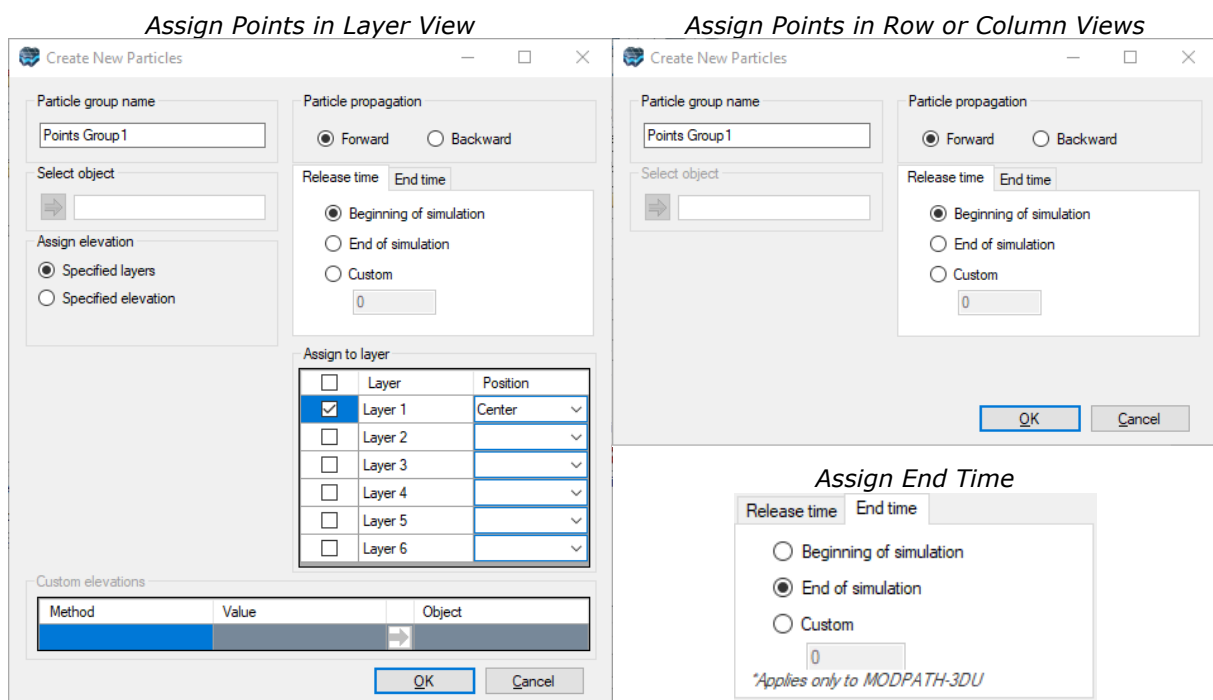 Assign Points in Layer View
Create New Particles
Particle group name
Points Group1
Select object
Assign elevation
Specified layers
Specified elevation
Particle propagation
Forward Backward
Release time End time
Beginning of simulation
End of simulation
Custom
0
Assign to layer
Layer Position
Layer 1 Center
Layer 2
Layer 3
Layer 4
Layer 5
Layer 6
Custom elevations
Method Value Object
OK Cancel
Assign Points in Row or Column Views
Create New Particles
Particle group name
Points Group1
Select object
Particle propagation
Forward Backward
Release time End time
Beginning of simulation
End of simulation
Custom
0
OK Cancel
Assign End Time
Release time End time
Beginning of simulation
End of simulation
Custom
0
*Applies only to MODPATH-3DU